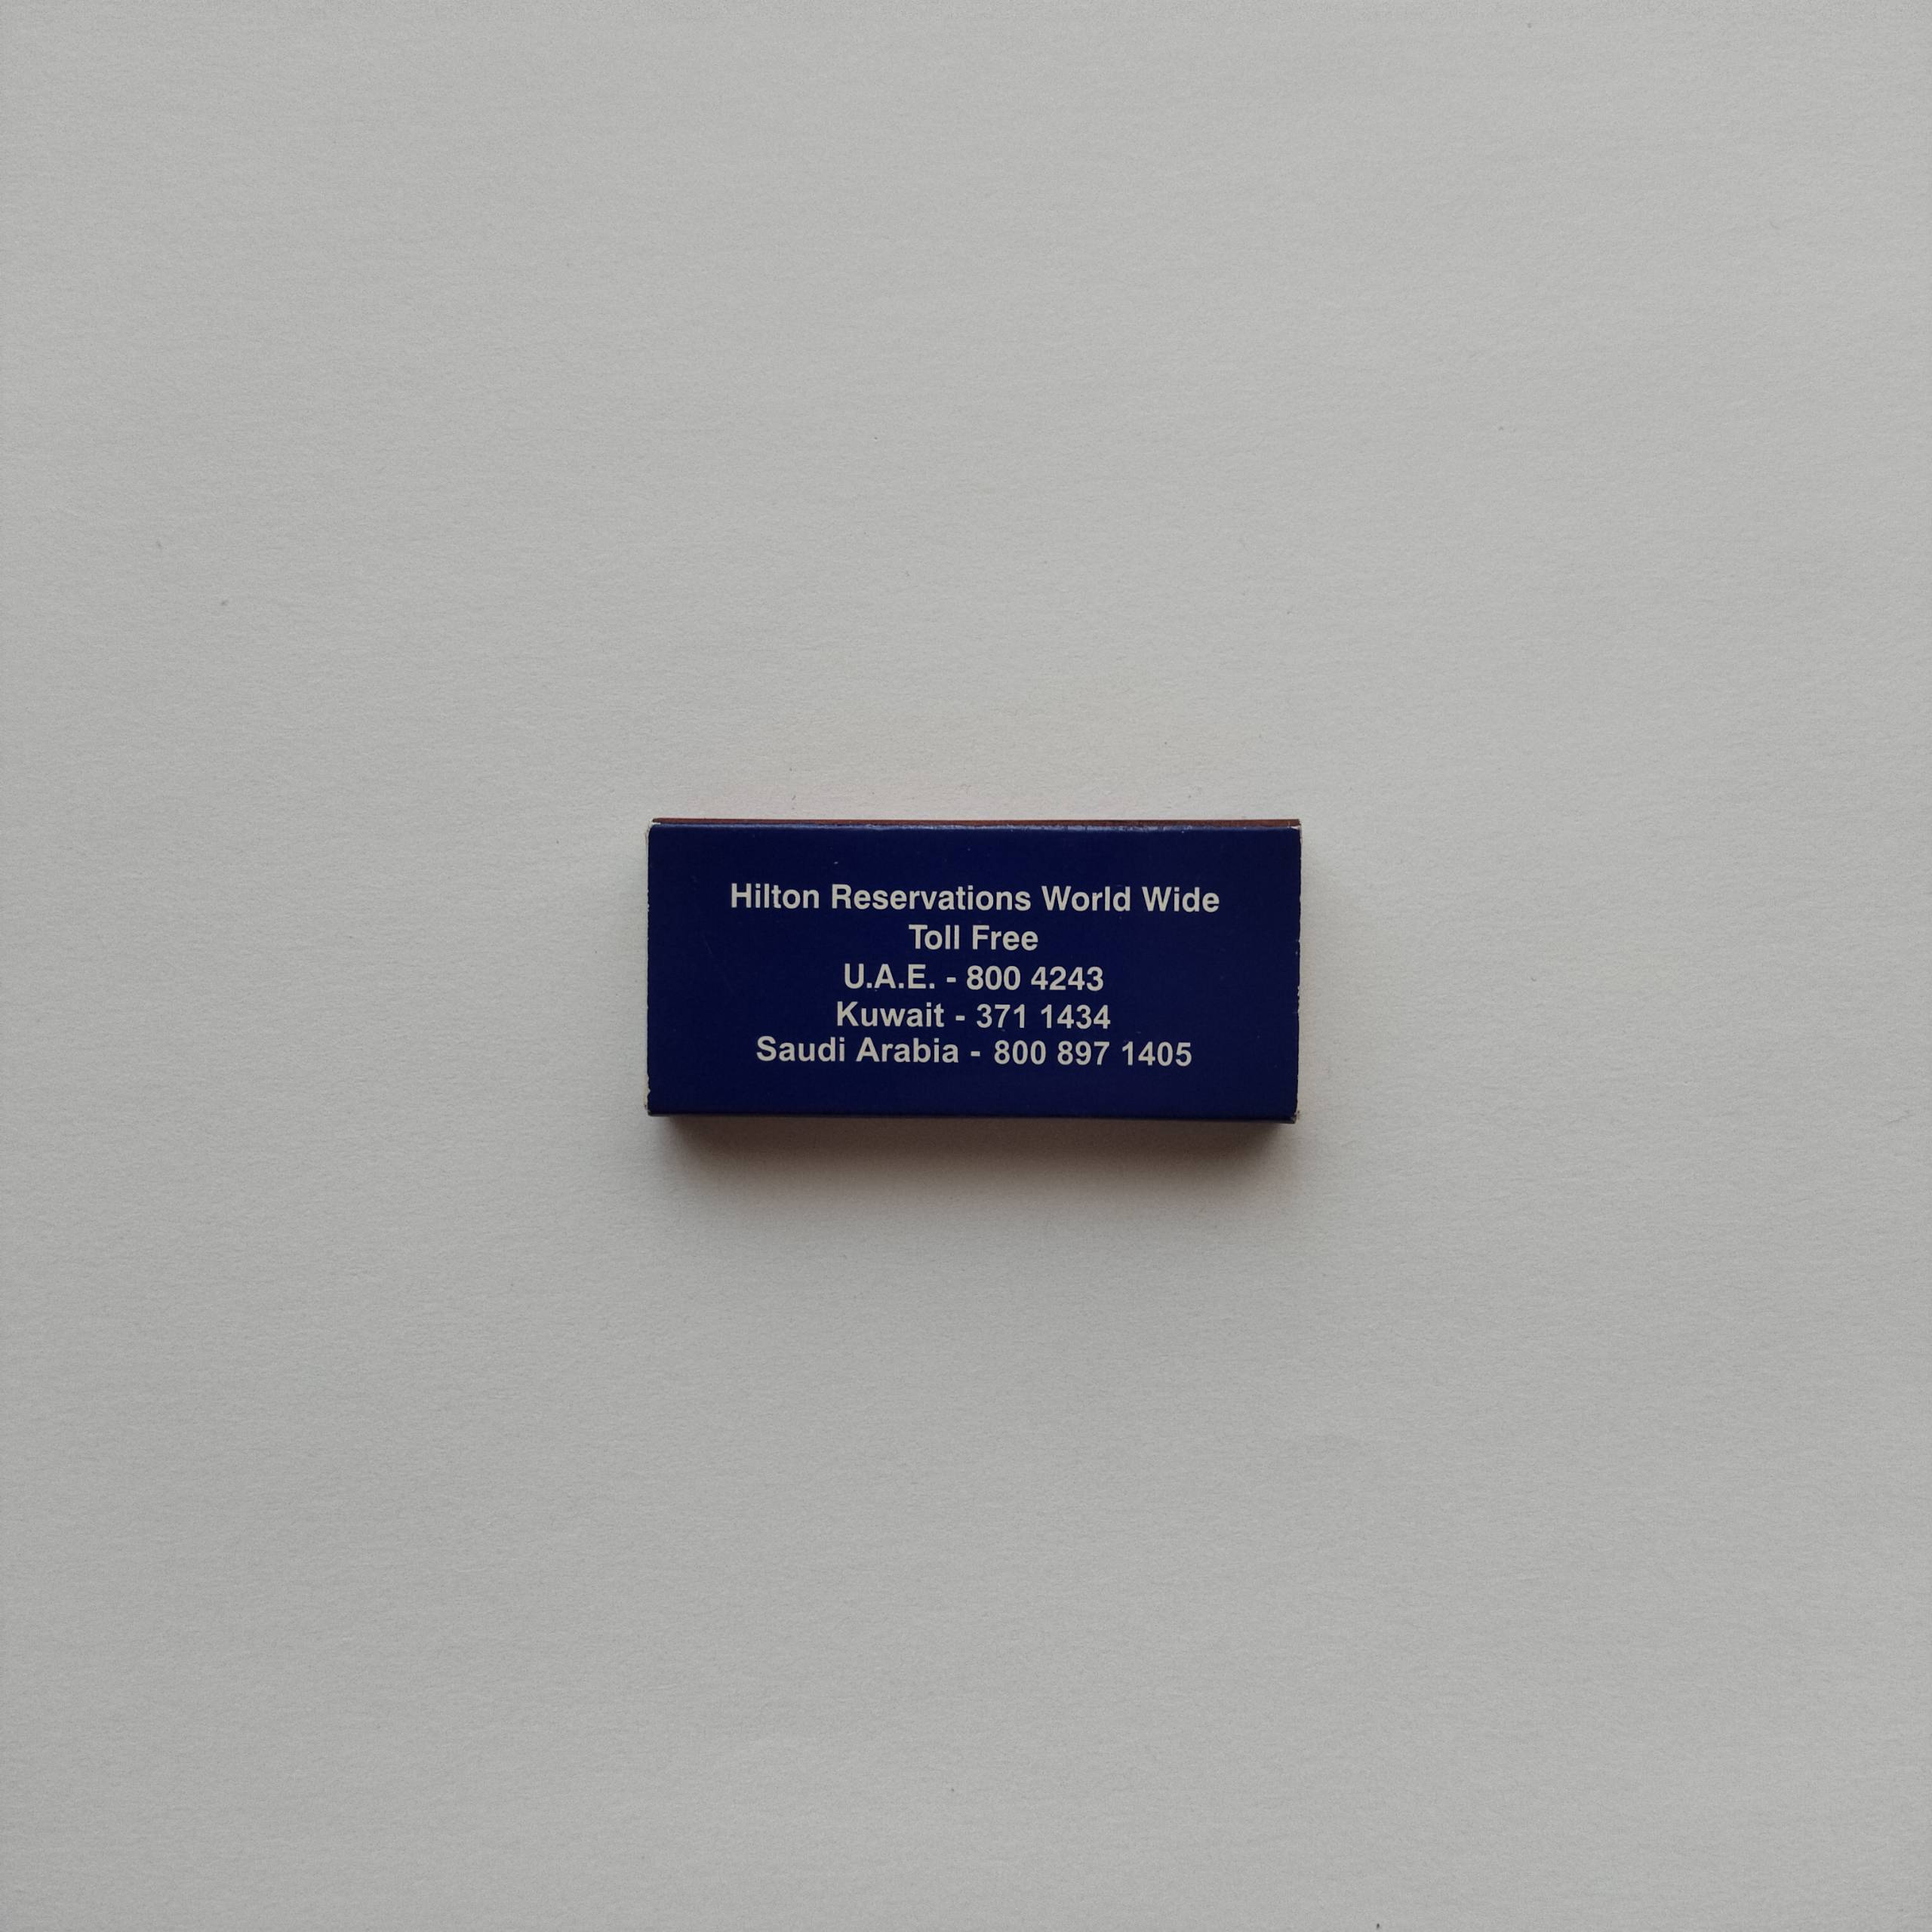 Hilton Reservations World Wide
Toll Free
U.A.E. - 800 4243
Kuwait - 371 1434
Saudi Arabia - 800 897 1405